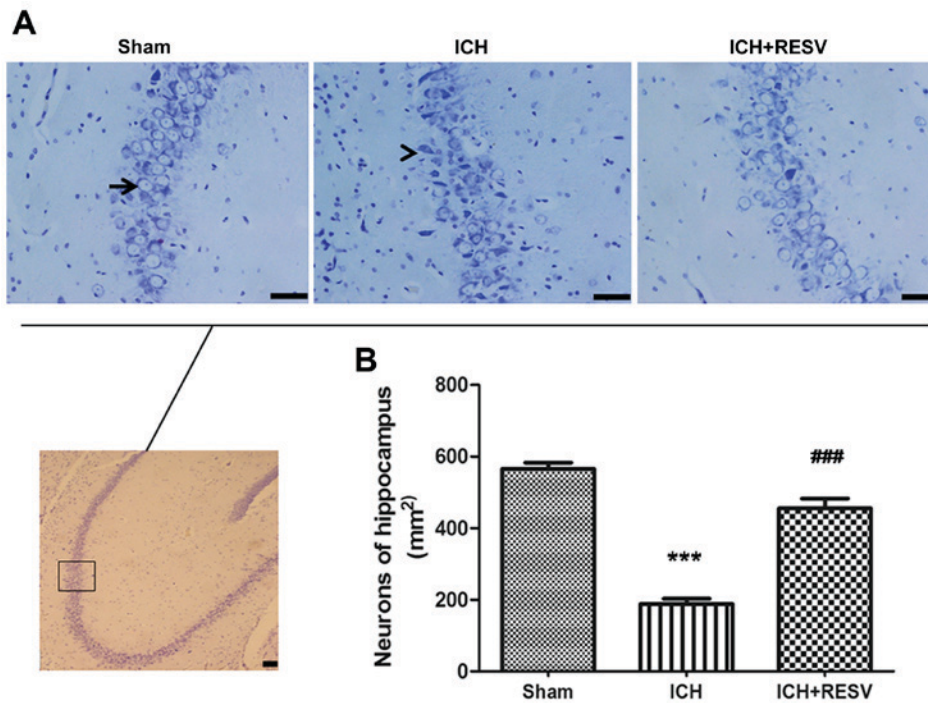 A
Sham
ICH
ICH+RESV
B
Neurons of hippocampus
(mm²)
800
600
400
200
0
***
###
Sham
ICH
ICH+RESV